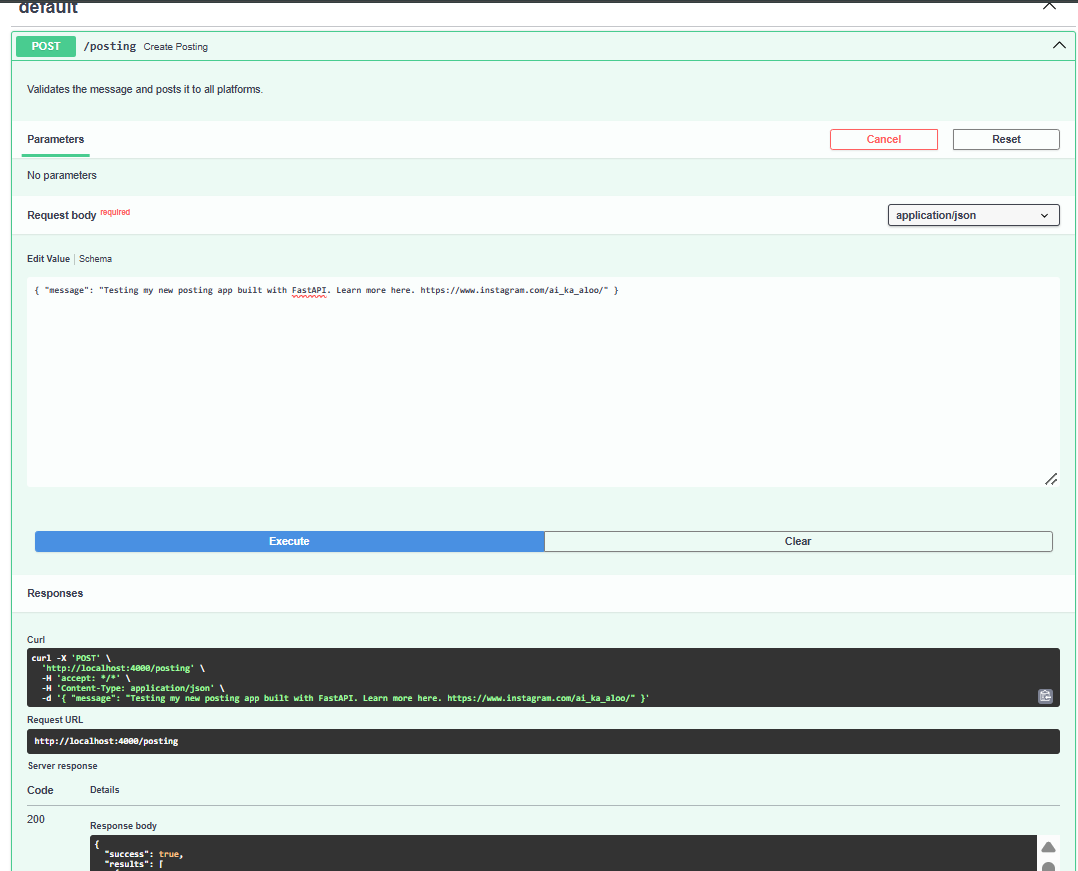 default
POST /posting Create Posting
Validates the message and posts it to all platforms.
Parameters
Cancel
Reset
No parameters
Request body required
application/json
Edit Value | Schema
{ "message": "Testing my new posting app built with FastAPI. Learn more here. https://www.instagram.com/ai_ka_aloo/" }
Execute
Clear
Responses
Curl
curl -X 'POST' \
'http://localhost:4000/posting' \
-H 'accept: */*' \
-H 'Content-Type: application/json' \
-d '{ "message": "Testing my new posting app built with FastAPI. Learn more here. https://www.instagram.com/ai_ka_aloo/" }'
Request URL
http://localhost:4000/posting
Server response
Code Details
200
Response body
{
"success": true,
"results": [